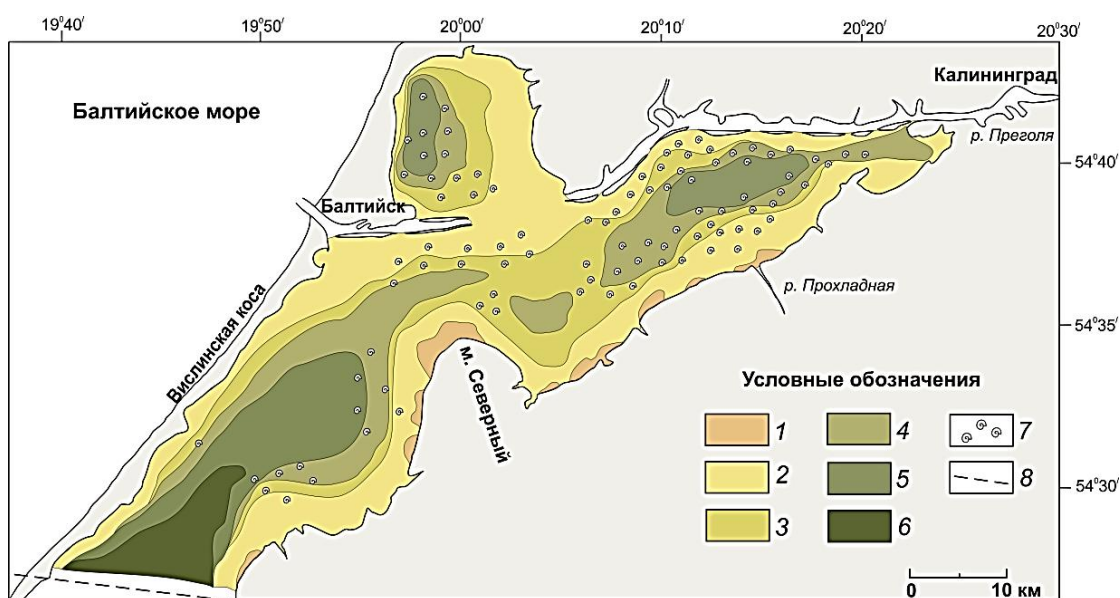 19°40′ 19°50′ 20°00′ 20°10′ 20°20′ 20°30′
Калининград
Балтийское море
р. Преголя
54°40′
Балтийск
р. Прохладная
54°35′
Вислинская коса
м. Северный
Условные обозначения
1 4 7
2 5 8
3 6
54°30′
0 10 км